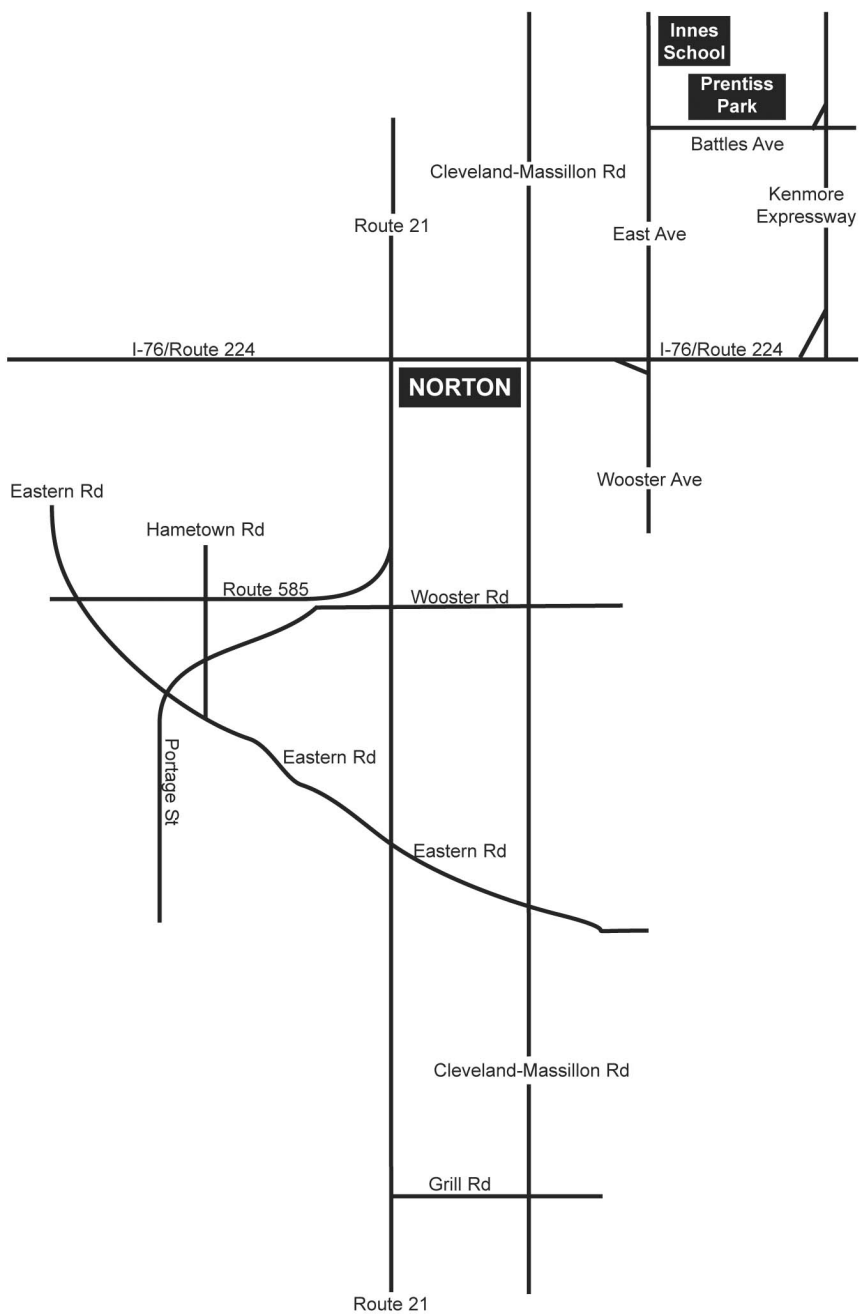 Innes
School
Prentiss
Park
Battles Ave
Cleveland-Massillon Rd
Kenmore
Expressway
Route 21
East Ave
I-76/Route 224
I-76/Route 224
NORTON
Wooster Ave
Eastern Rd
Hametown Rd
Route 585
Wooster Rd
Portage St
Eastern Rd
Eastern Rd
Cleveland-Massillon Rd
Grill Rd
Route 21